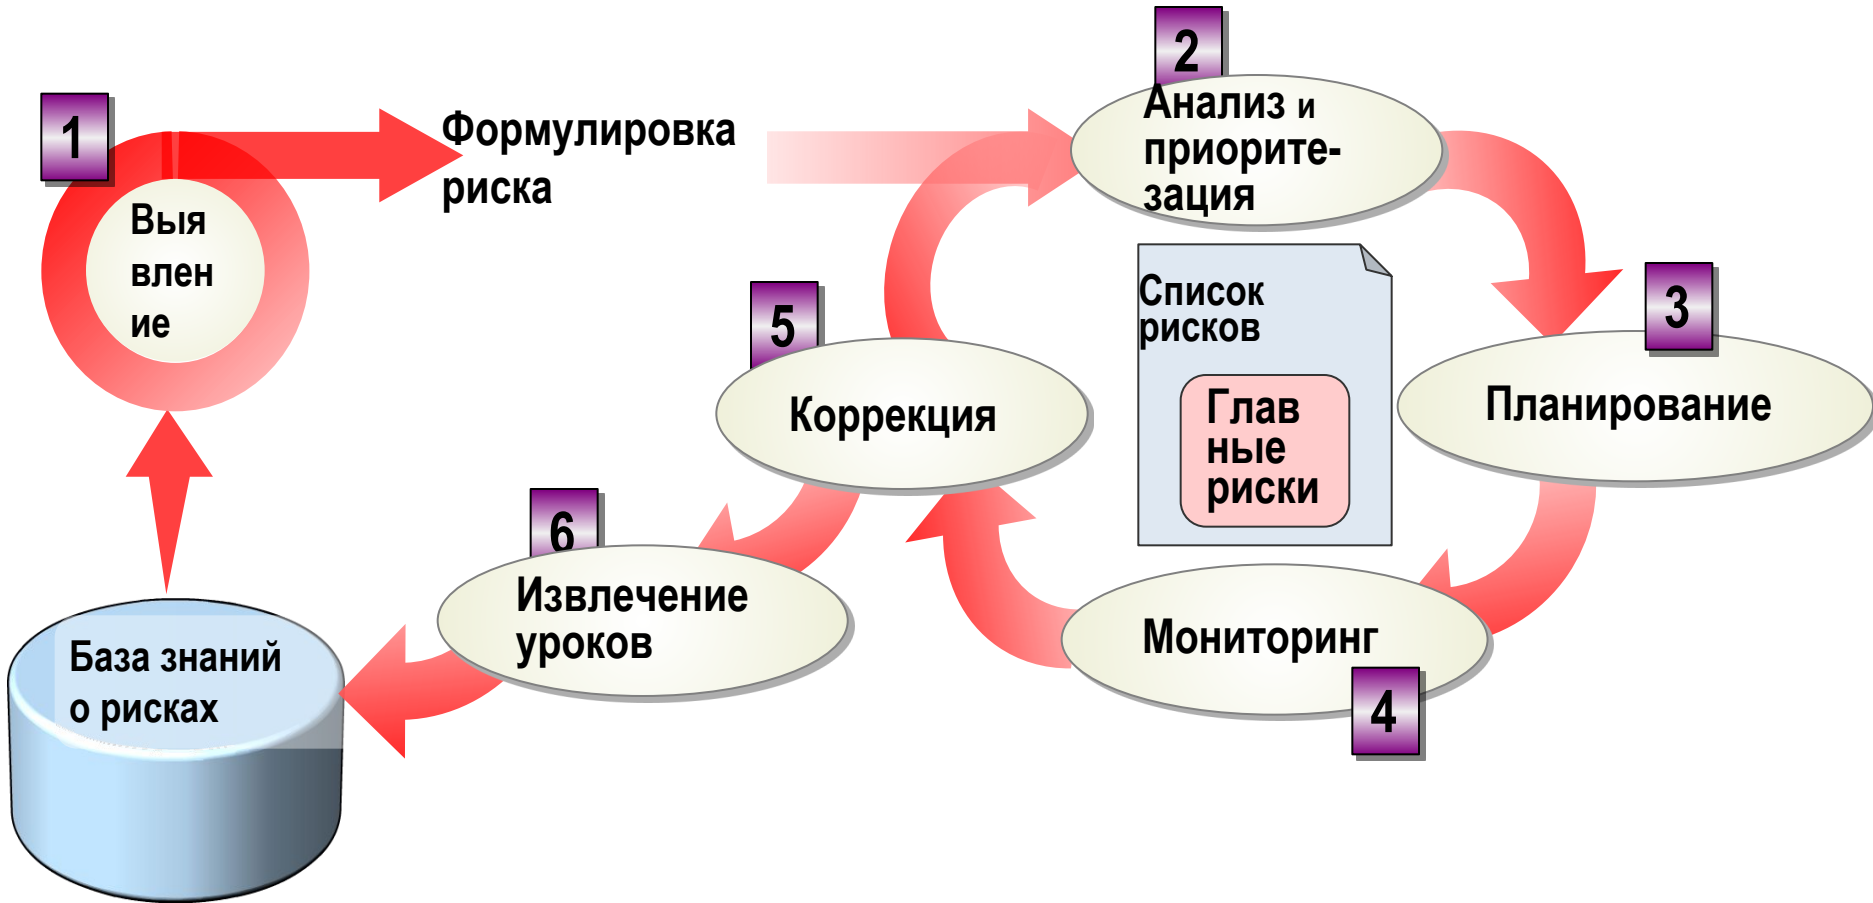 1
Выя
влен
ие
Формулировка
риска
2
Анализ и
приорите-
зация
3
Планирование
Список
рисков
Глав
ные
риски
4
Мониторинг
5
Коррекция
6
Извлечение
уроков
База знаний
о рисках